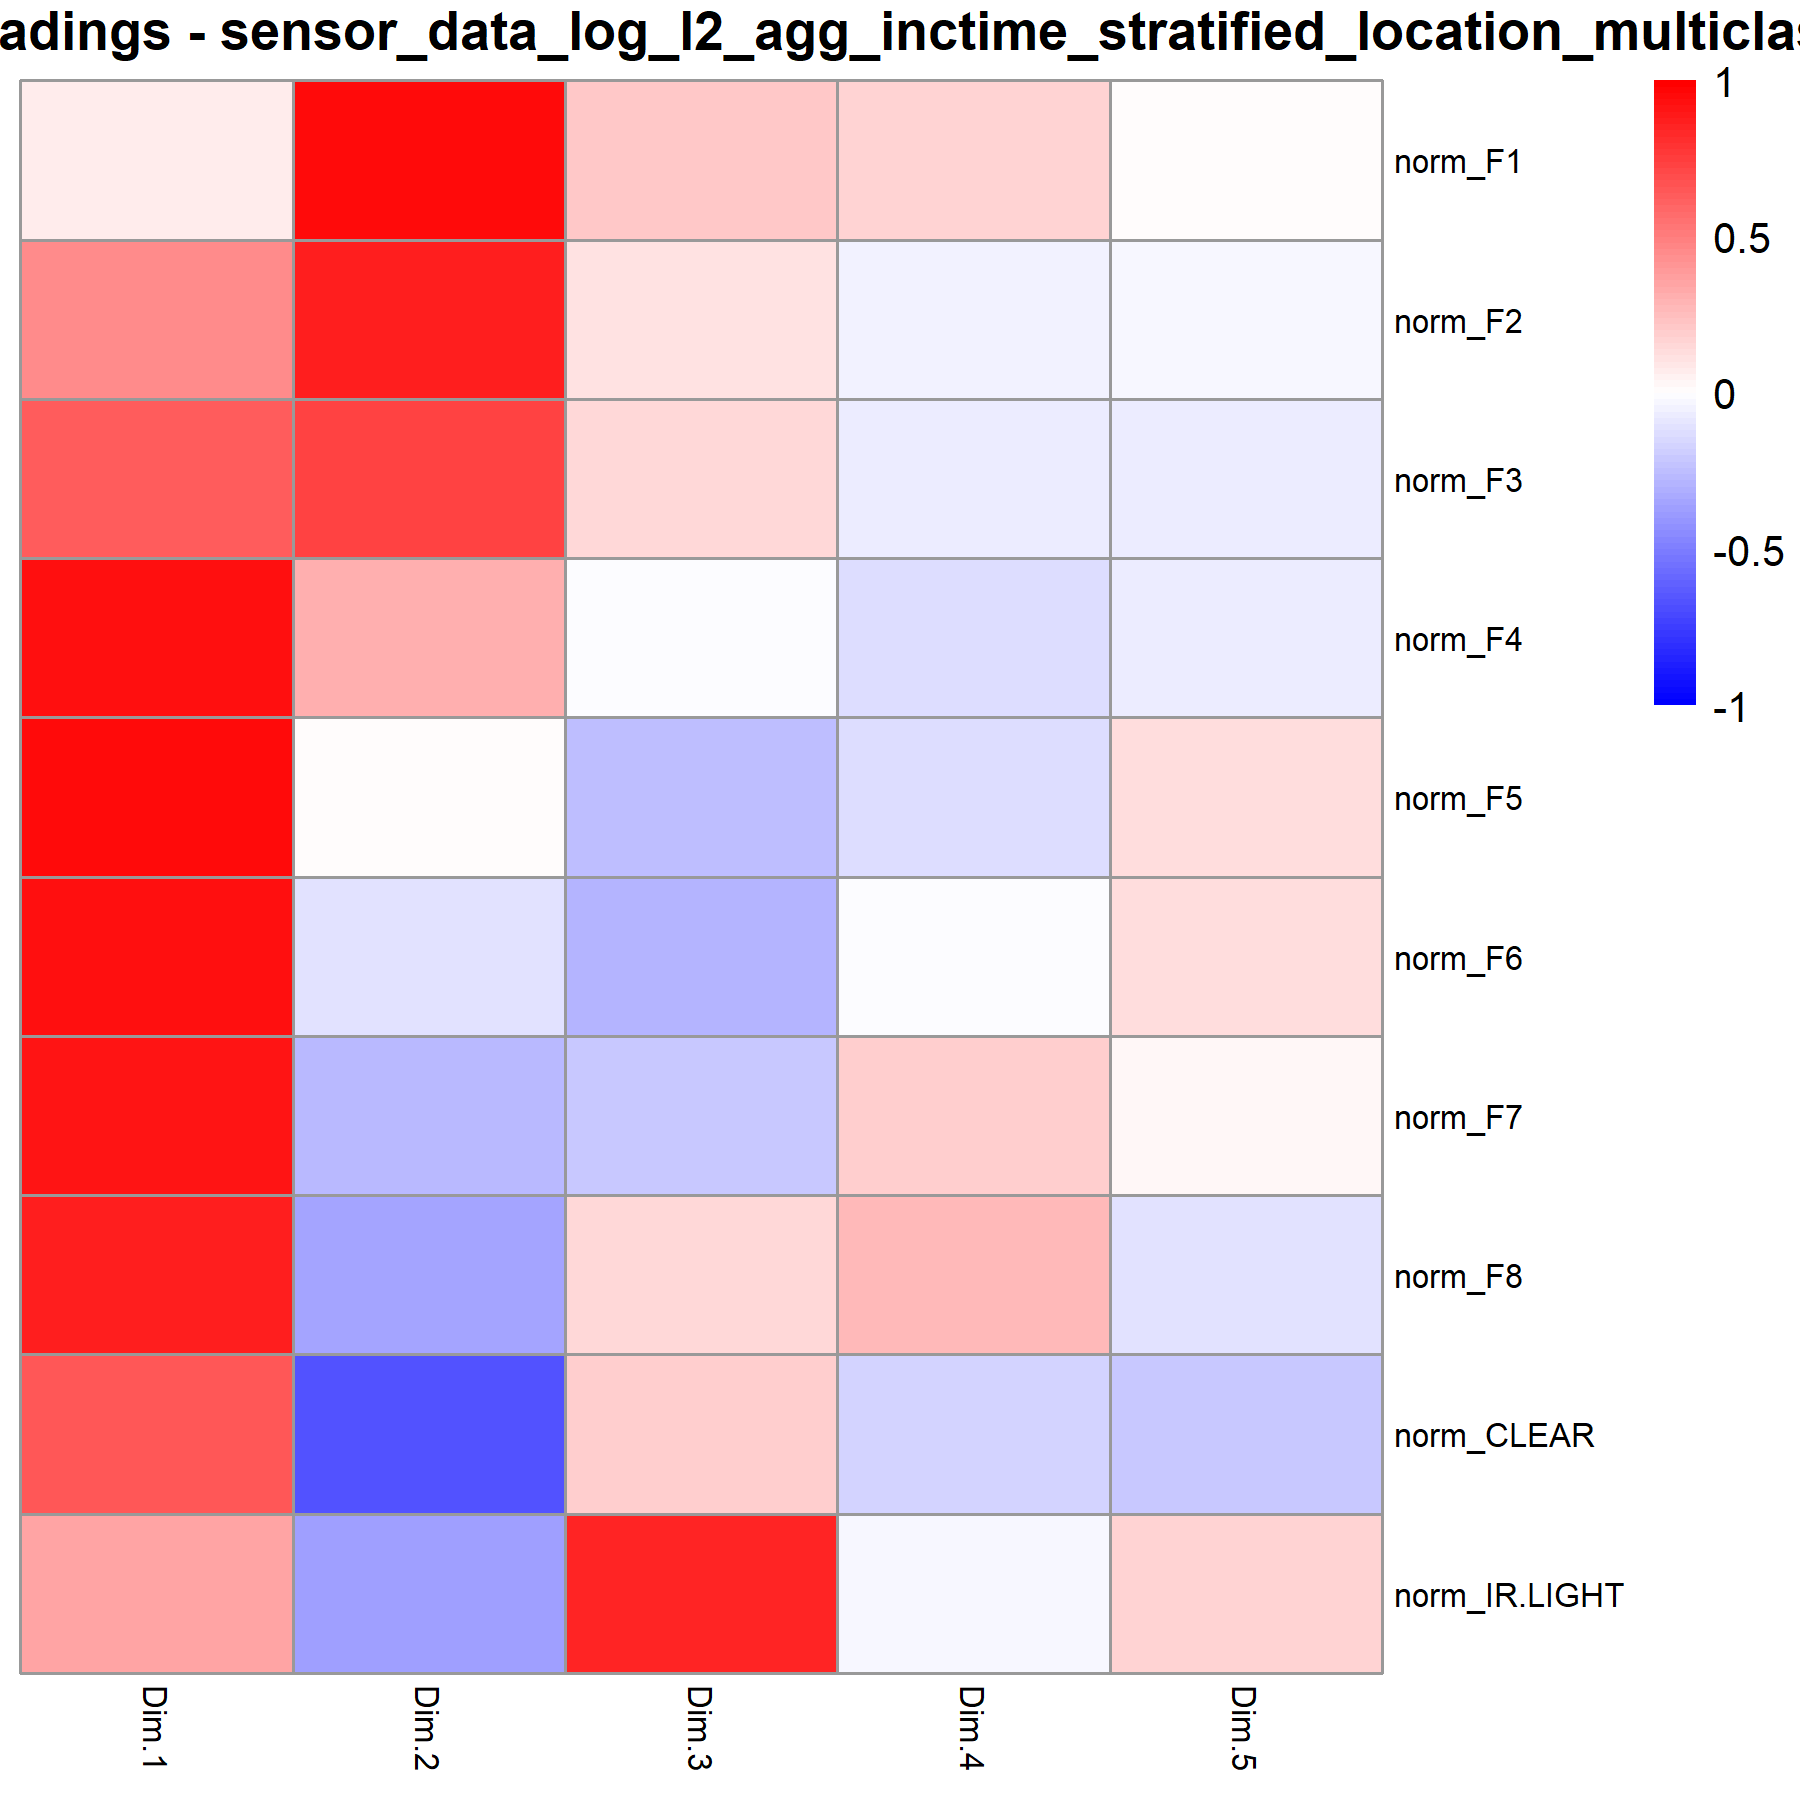 adings - sensor_data_log_l2_agg_inctime_stratified_location_multiclas
1
0.5
0
-0.5
-1
norm_F1
norm_F2
norm_F3
norm_F4
norm_F5
norm_F6
norm_F7
norm_F8
norm_CLEAR
norm_IR.LIGHT
Dim.1
Dim.2
Dim.3
Dim.4
Dim.5